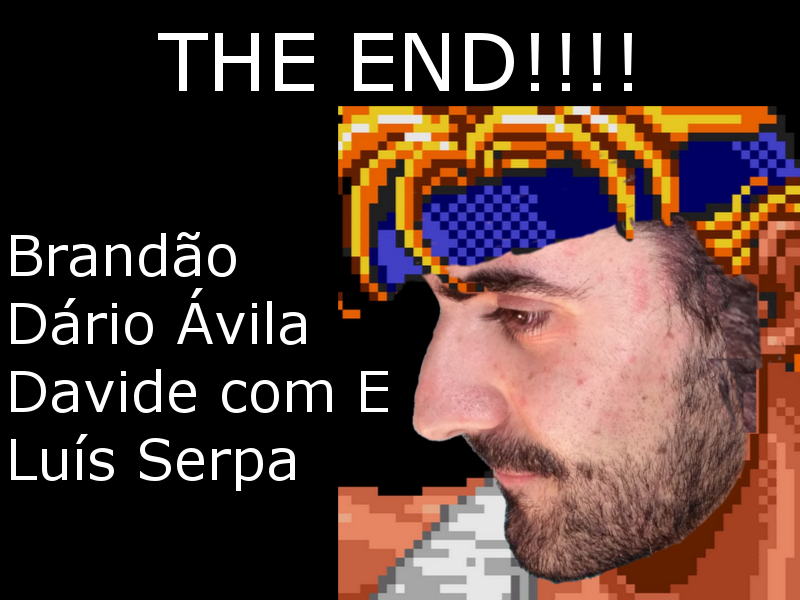 THE END!!!!
Brandão
Dário Ávila
Davide com E
Luís Serpa